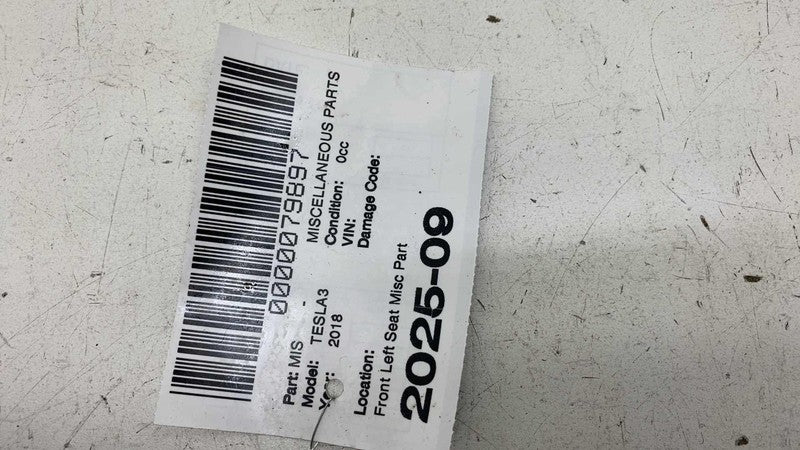 0000079897
Part: MIS - MISCELLANEOUS PARTS
Model: TESLA3 Condition: 0cc
Year: 2018 VIN:
Damage Code:
Location:
Front Left Seat Misc Part
2025-09